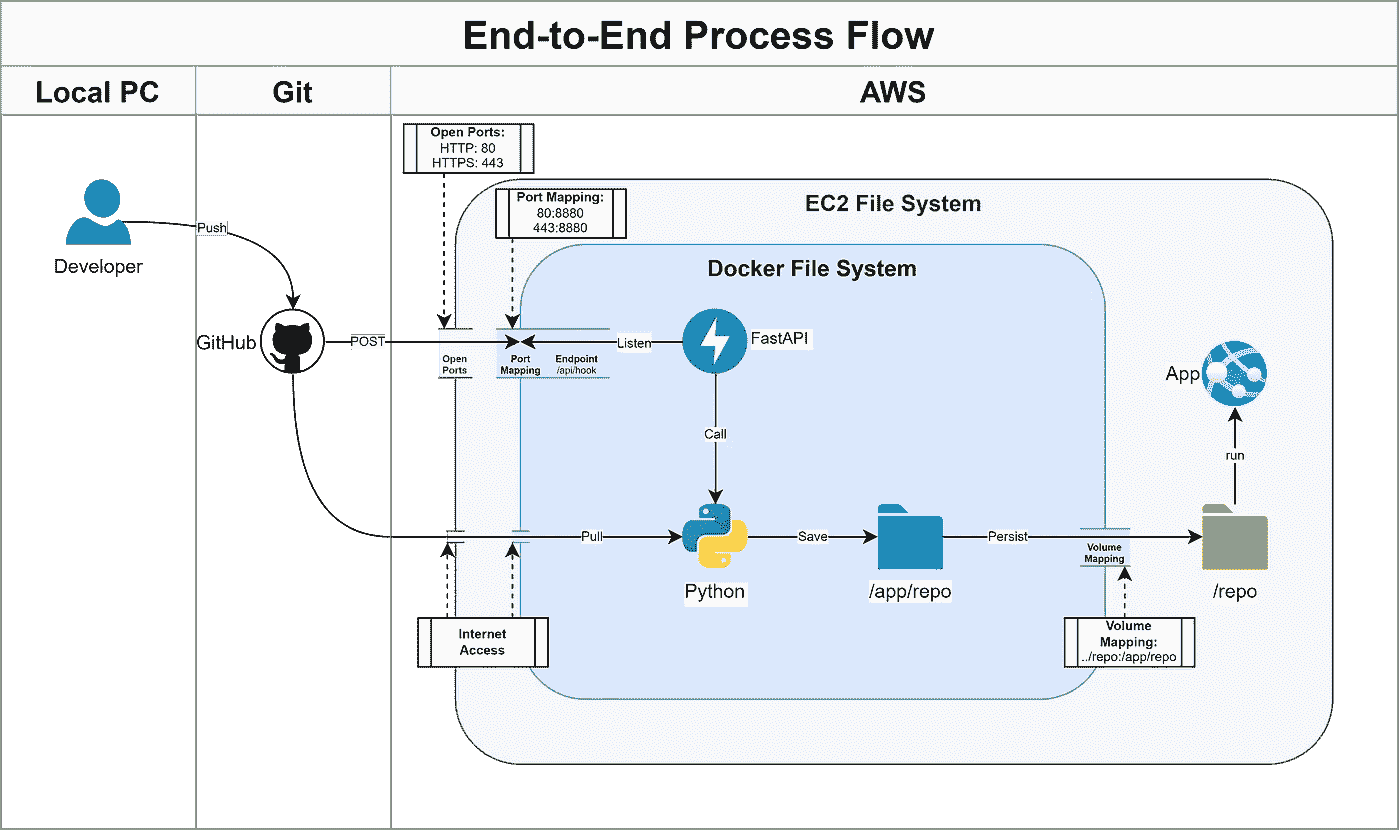 End-to-End Process Flow
Local PC
Git
AWS
Open Ports:
HTTP: 80
HTTPS: 443
Port Mapping:
80:8880
443:8880
EC2 File System
Push
Developer
Docker File System
GitHub
POST
Listen
FastAPI
Open
Ports
Port
Mapping
Endpoint
/api/hook
App
Call
run
Pull
Save
Persist
Volume
Mapping
Python
/app/repo
/repo
Internet
Access
Volume
Mapping:
../repo:/app/repo